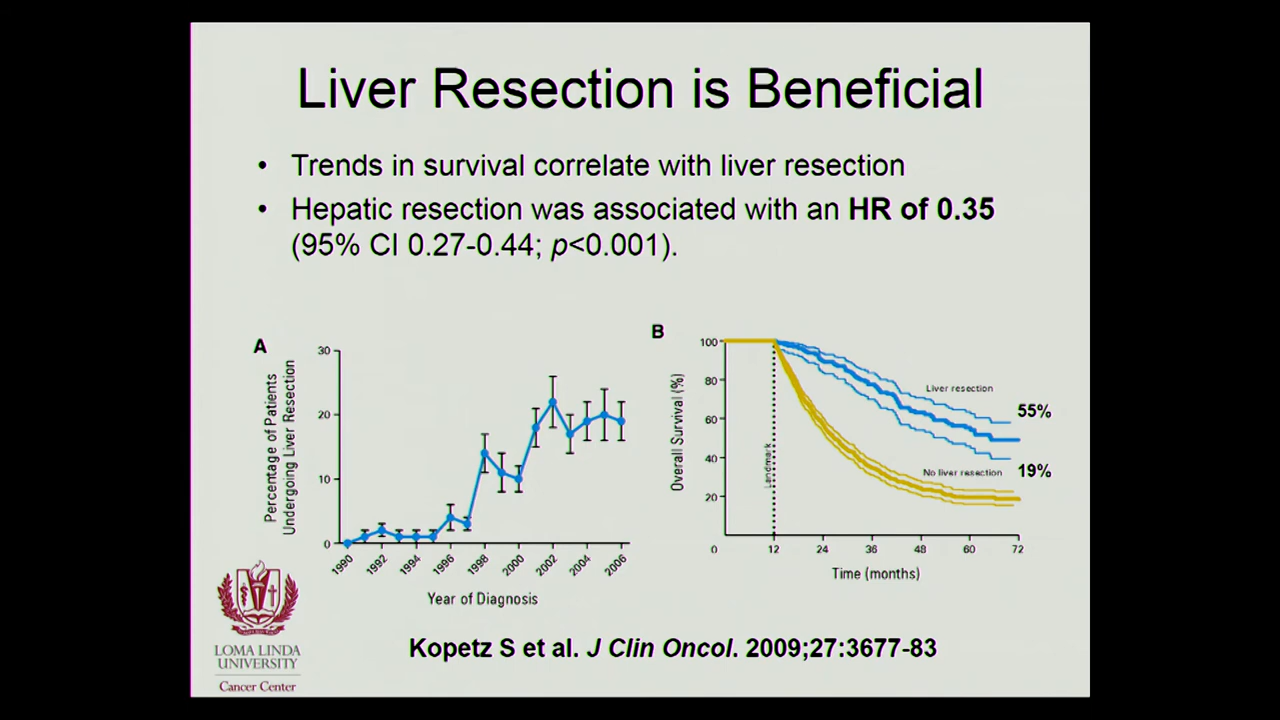 Liver Resection is Beneficial
• Trends in survival correlate with liver resection
• Hepatic resection was associated with an HR of 0.35
(95% CI 0.27-0.44; p<0.001).
A
Percentage of Patients
Undergoing Liver Resection
30
20
10
0
1990
1992
1994
1996
1998
2000
2002
2004
2006
Year of Diagnosis
B
Overall Survival (%)
100
80
60
40
20
0
12
24
36
48
60
72
Time (months)
Landmark
Liver resection
55%
No liver resection
19%
LOMA LINDA
UNIVERSITY
Cancer Center
Kopetz S et al. J Clin Oncol. 2009;27:3677-83